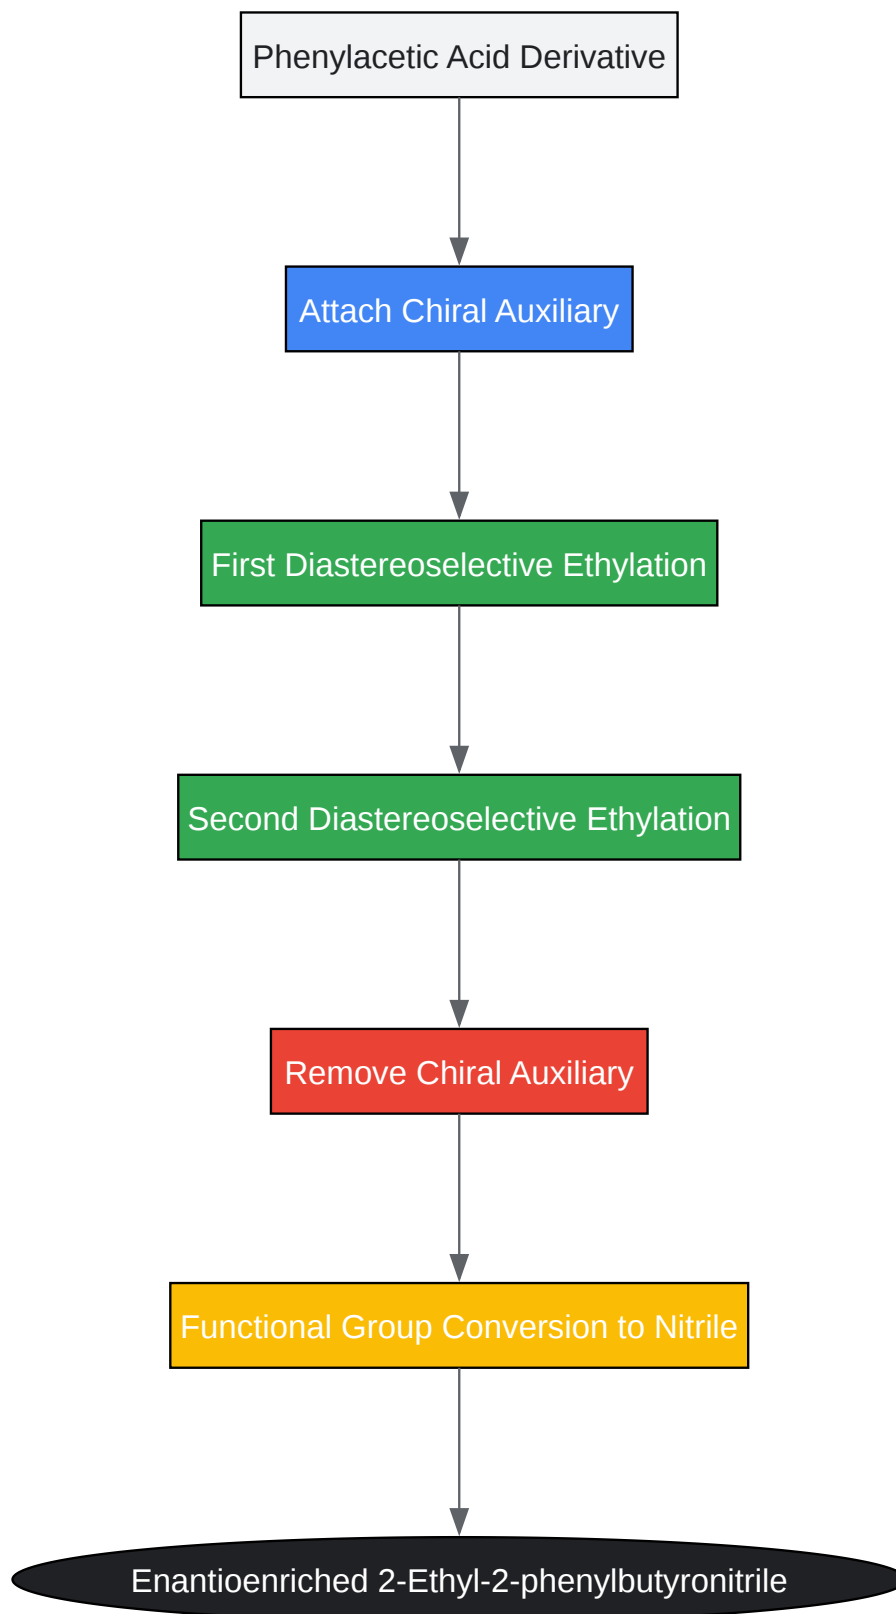 Phenylacetic Acid Derivative
Attach Chiral Auxiliary
First Diastereoselective Ethylation
Second Diastereoselective Ethylation
Remove Chiral Auxiliary
Functional Group Conversion to Nitrile
Enantioenriched 2-Ethyl-2-phenylbutyronitrile